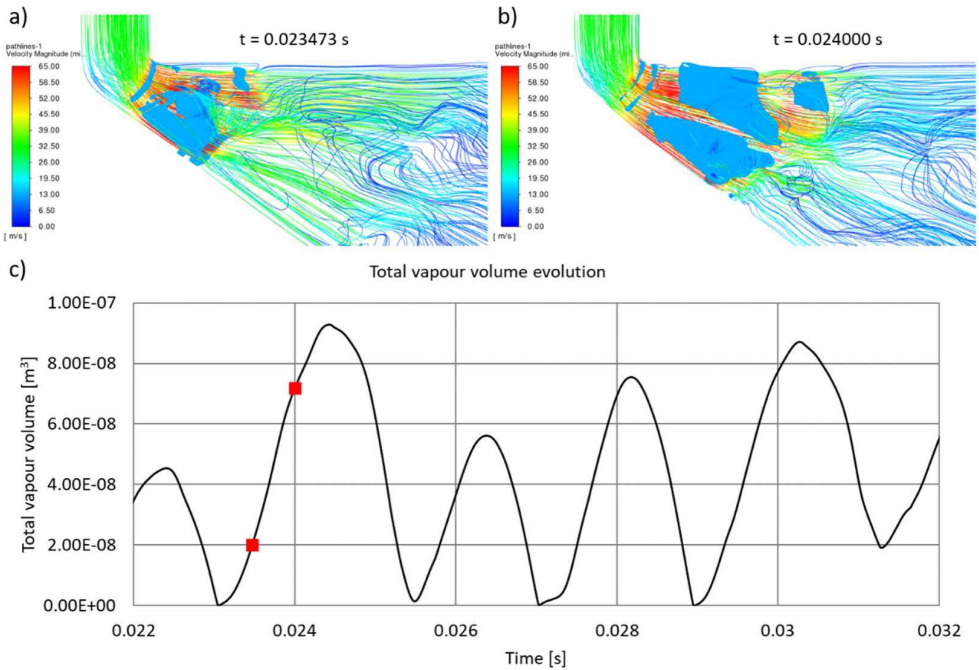 a)
t = 0.023473 s
pathlines-1
Velocity Magnitude (mi...
65.00
58.50
52.00
45.50
39.00
32.50
26.00
19.50
13.00
6.50
0.00
[ m/s ]
b)
t = 0.024000 s
pathlines-1
Velocity Magnitude (mi...
65.00
58.50
52.00
45.50
39.00
32.50
26.00
19.50
13.00
6.50
0.00
[ m/s ]
c)
Total vapour volume evolution
Total vapour volume [m³]
1.00E-07
8.00E-08
6.00E-08
4.00E-08
2.00E-08
0.00E+00
0.022
0.024
0.026
0.028
0.03
0.032
Time [s]